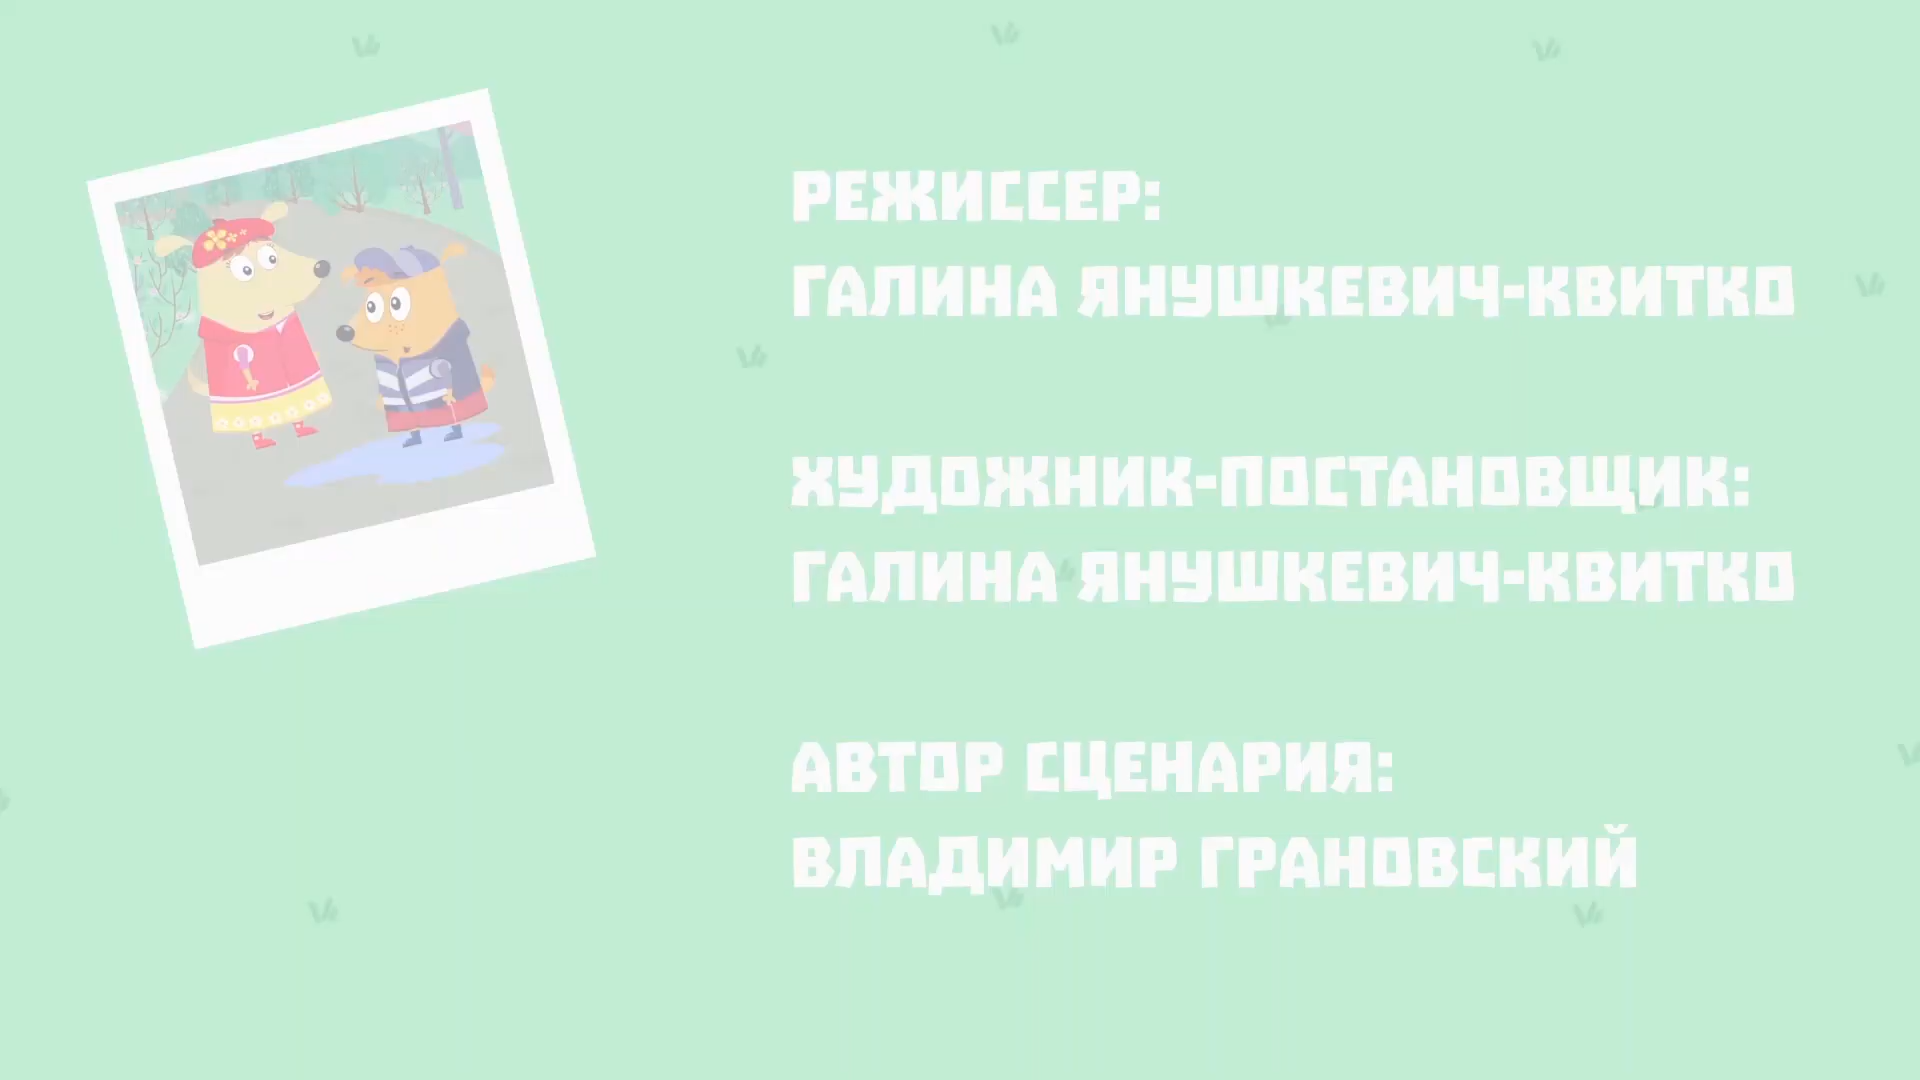 РЕЖИССЕР:
ГАЛИНА ЯНУШКЕВИЧ-КВИТКО
ХУДОЖНИК-ПОСТАНОВЩИК:
ГАЛИНА ЯНУШКЕВИЧ-КВИТКО
АВТОР СЦЕНАРИЯ:
ВЛАДИМИР ГРАНОВСКИЙ